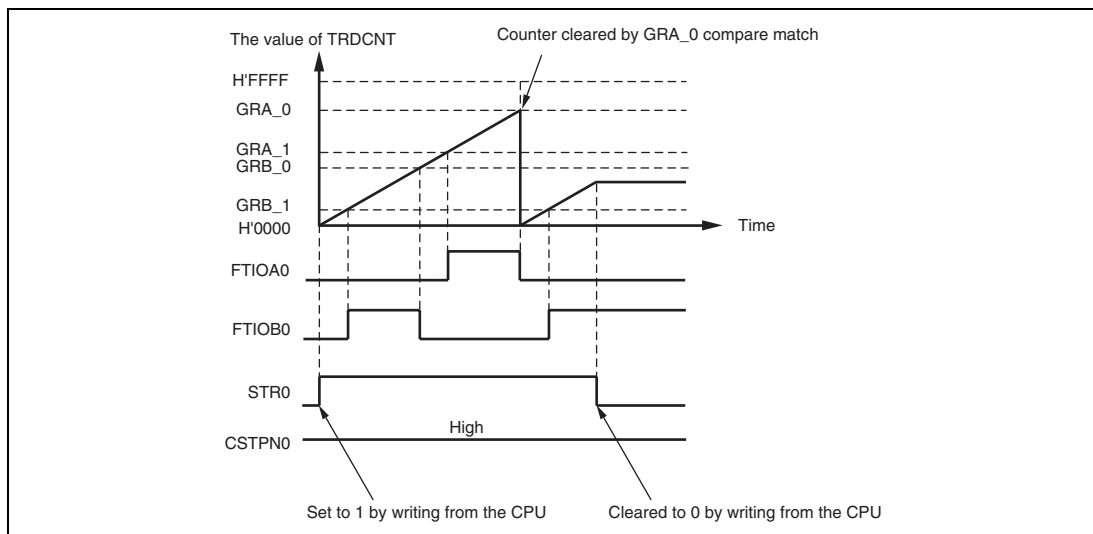 The value of TRDCNT
Counter cleared by GRA_0 compare match
H'FFFF
GRA_0
GRA_1
GRB_0
GRB_1
H'0000
Time
FTIOA0
FTIOB0
STR0
High
CSTPN0
Set to 1 by writing from the CPU
Cleared to 0 by writing from the CPU